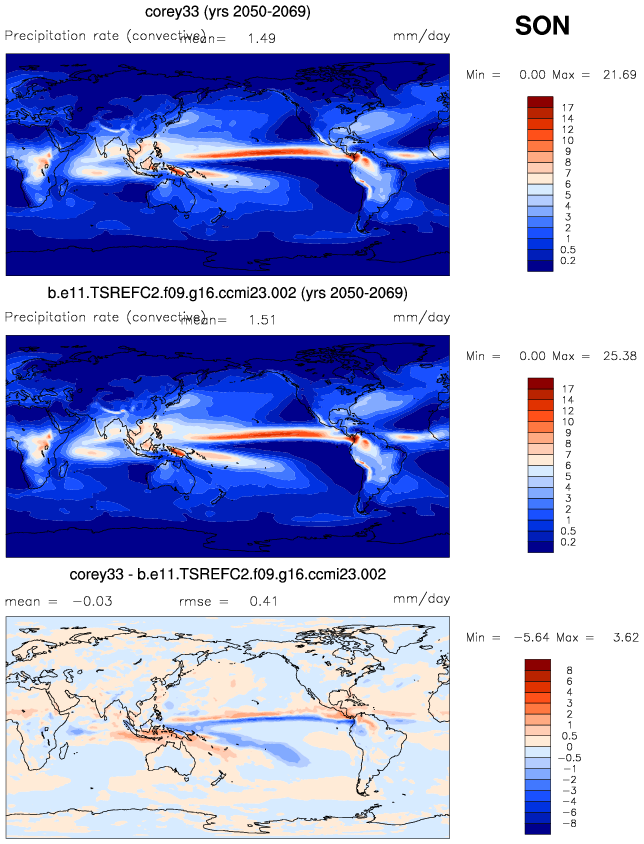 corey33 (yrs 2050-2069)
SON
Precipitation rate (convective)
mean= 1.49
mm/day
Min = 0.00 Max = 21.69
17
14
12
10
9
8
7
6
5
4
3
2
1
0.5
0.2
b.e11.TSREFC2.f09.g16.ccmi23.002 (yrs 2050-2069)
Precipitation rate (convective)
mean= 1.51
mm/day
Min = 0.00 Max = 25.38
17
14
12
10
9
8
7
6
5
4
3
2
1
0.5
0.2
corey33 - b.e11.TSREFC2.f09.g16.ccmi23.002
mean = -0.03
rmse = 0.41
mm/day
Min = -5.64 Max = 3.62
8
6
4
3
2
1
0.5
0
-0.5
-1
-2
-3
-4
-6
-8